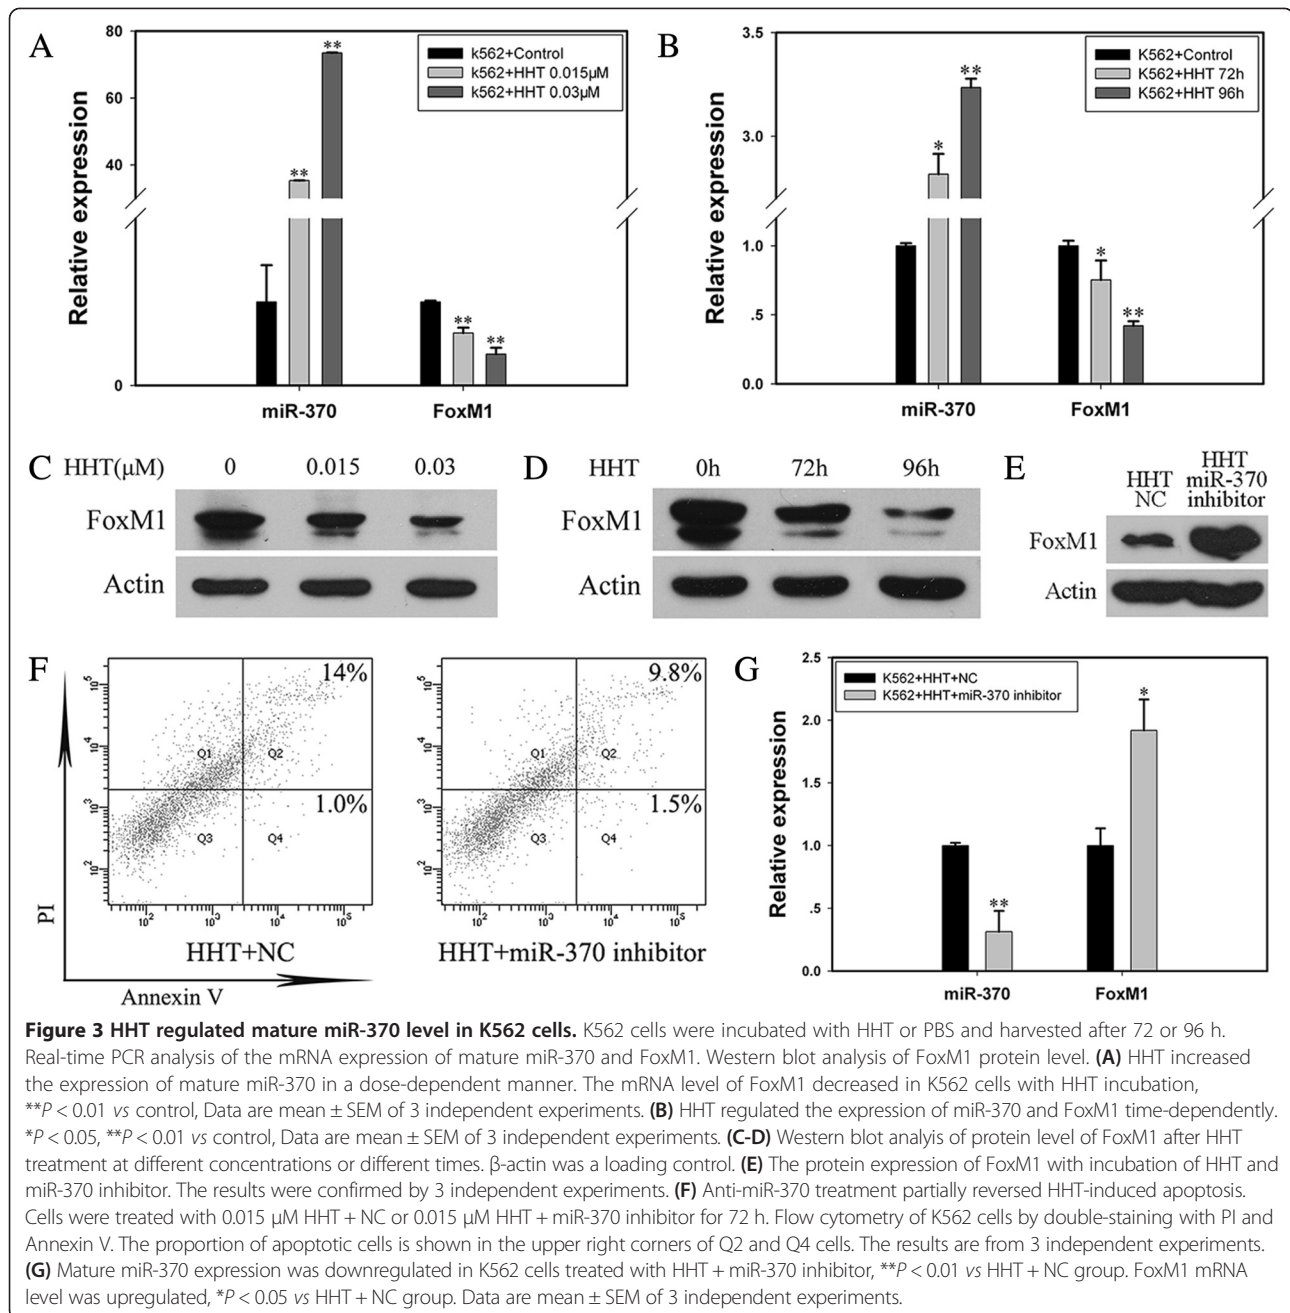 A
80
60
40
0
Relative expression
k562+Control
k562+HHT 0.015µM
k562+HHT 0.03µM
**
**
**
**
miR-370
FoxM1
B
3.5
3.0
1.0
.5
0.0
Relative expression
K562+Control
K562+HHT 72h
K562+HHT 96h
*
**
*
**
miR-370
FoxM1
C
HHT(µM) 0 0.015 0.03
FoxM1
Actin
D
HHT 0h 72h 96h
FoxM1
Actin
E
HHT
NC
HHT
miR-370
inhibitor
FoxM1
Actin
F
PI
Annexin V
14%
1.0%
Q1
Q2
Q3
Q4
10⁵
10⁴
10³
10²
10² 10³ 10⁴ 10⁵
HHT+NC
9.8%
1.5%
Q1
Q2
Q3
Q4
10⁵
10⁴
10³
10²
10² 10³ 10⁴ 10⁵
HHT+miR-370 inhibitor
G
2.5
2.0
1.5
1.0
.5
0.0
Relative expression
K562+HHT+NC
K562+HHT+miR-370 inhibitor
**
*
miR-370
FoxM1
Figure 3 HHT regulated mature miR-370 level in K562 cells. K562 cells were incubated with HHT or PBS and harvested after 72 or 96 h.
Real-time PCR analysis of the mRNA expression of mature miR-370 and FoxM1. Western blot analysis of FoxM1 protein level. (A) HHT increased
the expression of mature miR-370 in a dose-dependent manner. The mRNA level of FoxM1 decreased in K562 cells with HHT incubation,
**P < 0.01 vs control, Data are mean ± SEM of 3 independent experiments. (B) HHT regulated the expression of miR-370 and FoxM1 time-dependently.
*P < 0.05, **P < 0.01 vs control, Data are mean ± SEM of 3 independent experiments. (C-D) Western blot analyis of protein level of FoxM1 after HHT
treatment at different concentrations or different times. β-actin was a loading control. (E) The protein expression of FoxM1 with incubation of HHT and
miR-370 inhibitor. The results were confirmed by 3 independent experiments. (F) Anti-miR-370 treatment partially reversed HHT-induced apoptosis.
Cells were treated with 0.015 µM HHT + NC or 0.015 µM HHT + miR-370 inhibitor for 72 h. Flow cytometry of K562 cells by double-staining with PI and
Annexin V. The proportion of apoptotic cells is shown in the upper right corners of Q2 and Q4 cells. The results are from 3 independent experiments.
(G) Mature miR-370 expression was downregulated in K562 cells treated with HHT + miR-370 inhibitor, **P < 0.01 vs HHT + NC group. FoxM1 mRNA
level was upregulated, *P < 0.05 vs HHT + NC group. Data are mean ± SEM of 3 independent experiments.